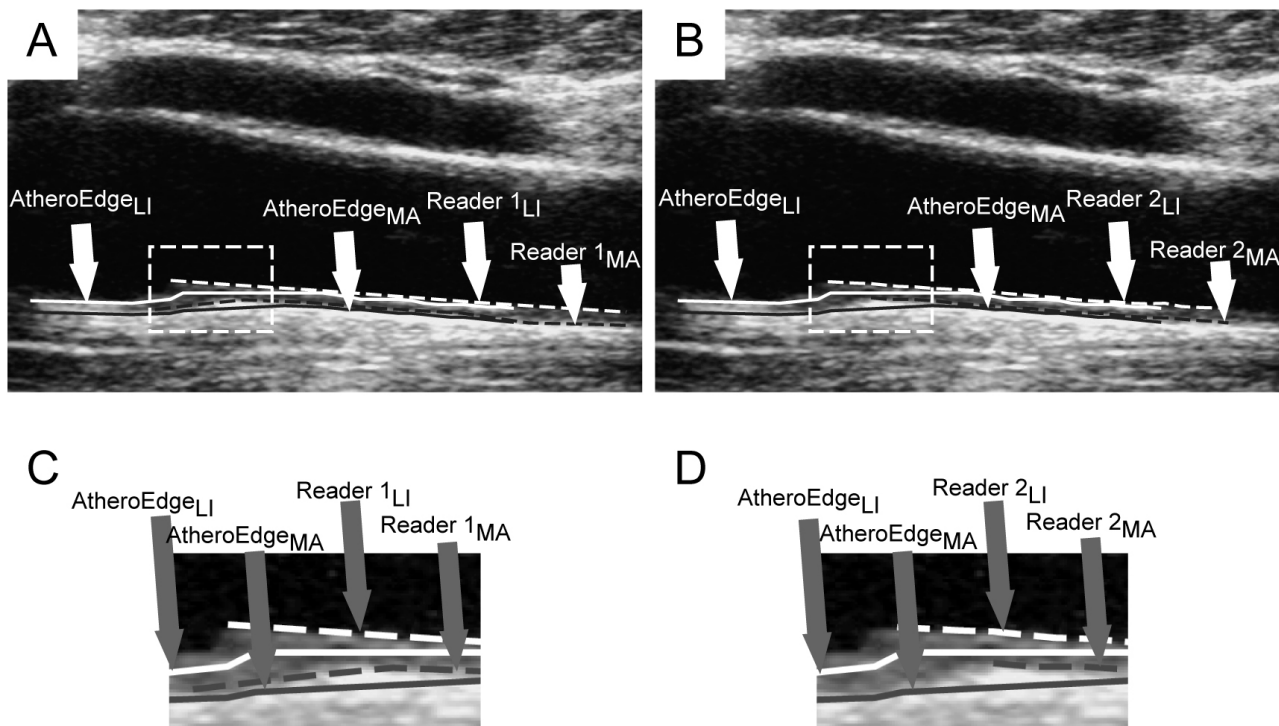 A
AtheroEdgeLI
AtheroEdgeMA
Reader 1LI
Reader 1MA
B
AtheroEdgeLI
AtheroEdgeMA
Reader 2LI
Reader 2MA
C
AtheroEdgeLI
AtheroEdgeMA
Reader 1LI
Reader 1MA
D
AtheroEdgeLI
AtheroEdgeMA
Reader 2LI
Reader 2MA